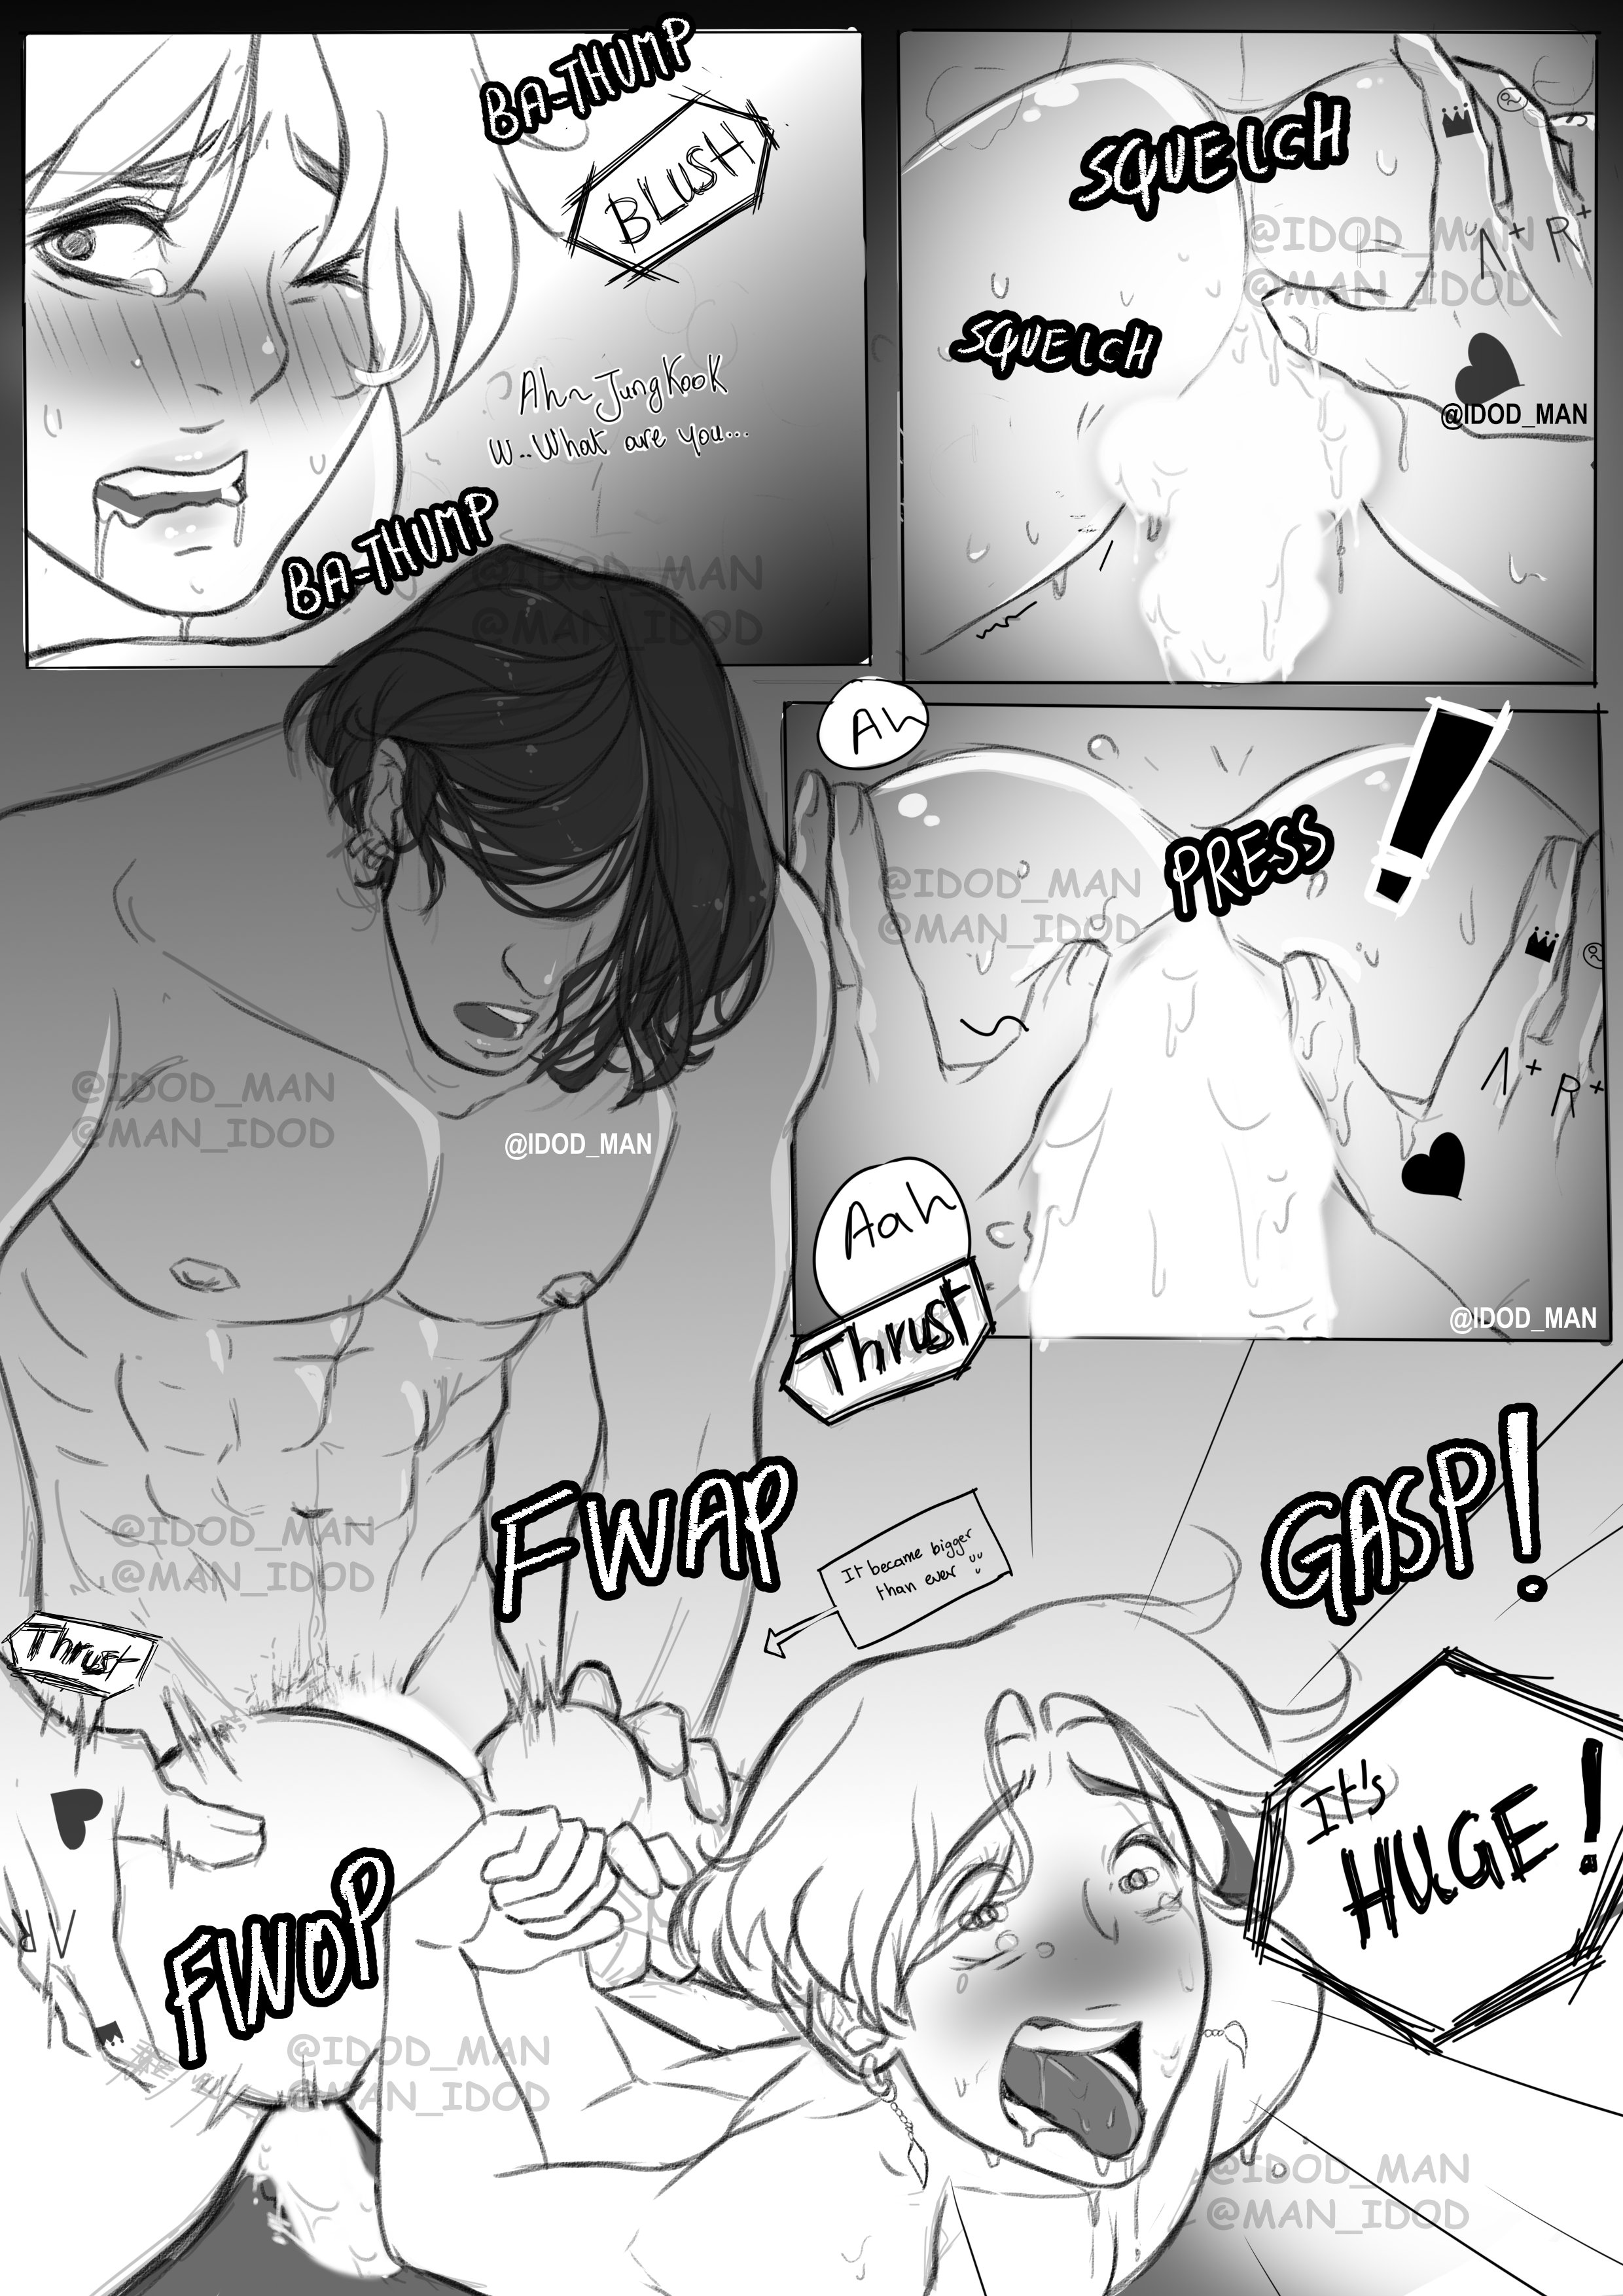 BA-THUMP
BLUSH
Ah~ JungKooK
W..What are you...
BA-THUMP
@IDOD_MAN
@MAN_IDOD
SQUELCH
@IDOD_MAN
@MAN_IDOD
A+ R+
SQUELCH
@IDOD_MAN
Ah
!
PRESS
@IDOD_MAN
@MAN_IDOD
A+ R+
Aah
Thrust
@IDOD_MAN
@IDOD_MAN
@MAN_IDOD
@IDOD_MAN
FWAP
@IDOD_MAN
@MAN_IDOD
It became bigger
than ever
GASP!
Thrust
It's
HUGE!
A R
FWOP
@IDOD_MAN
@MAN_IDOD
@IDOD_MAN
@MAN_IDOD